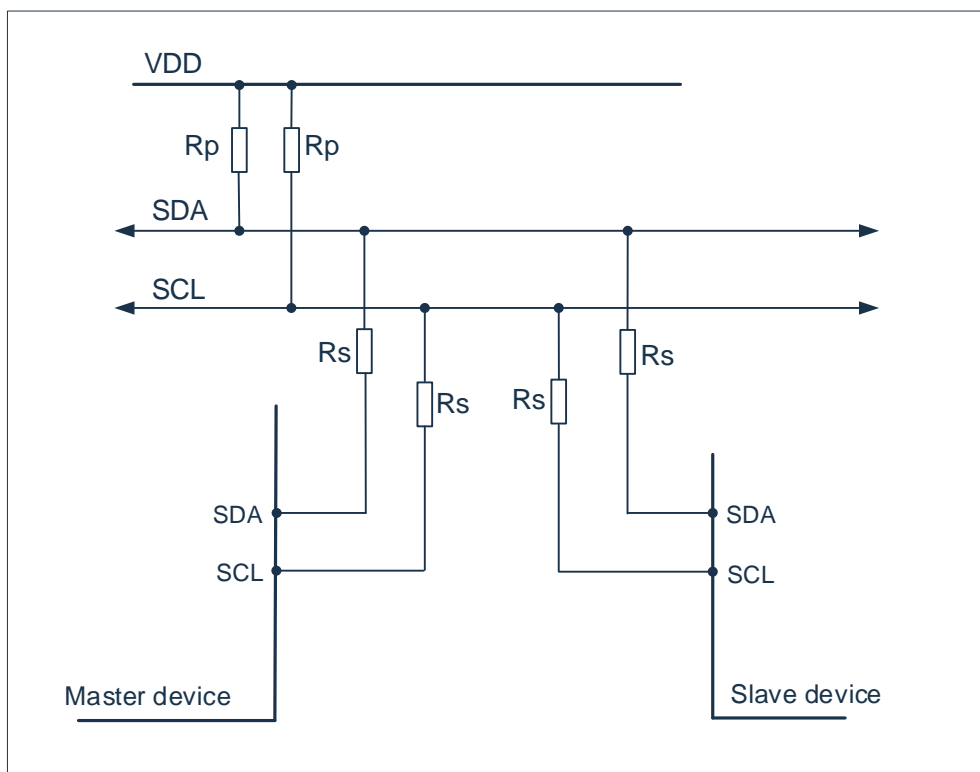 VDD
Rp
Rp
SDA
SCL
Rs
Rs
Rs
Rs
SDA
SDA
SCL
SCL
Master device
Slave device